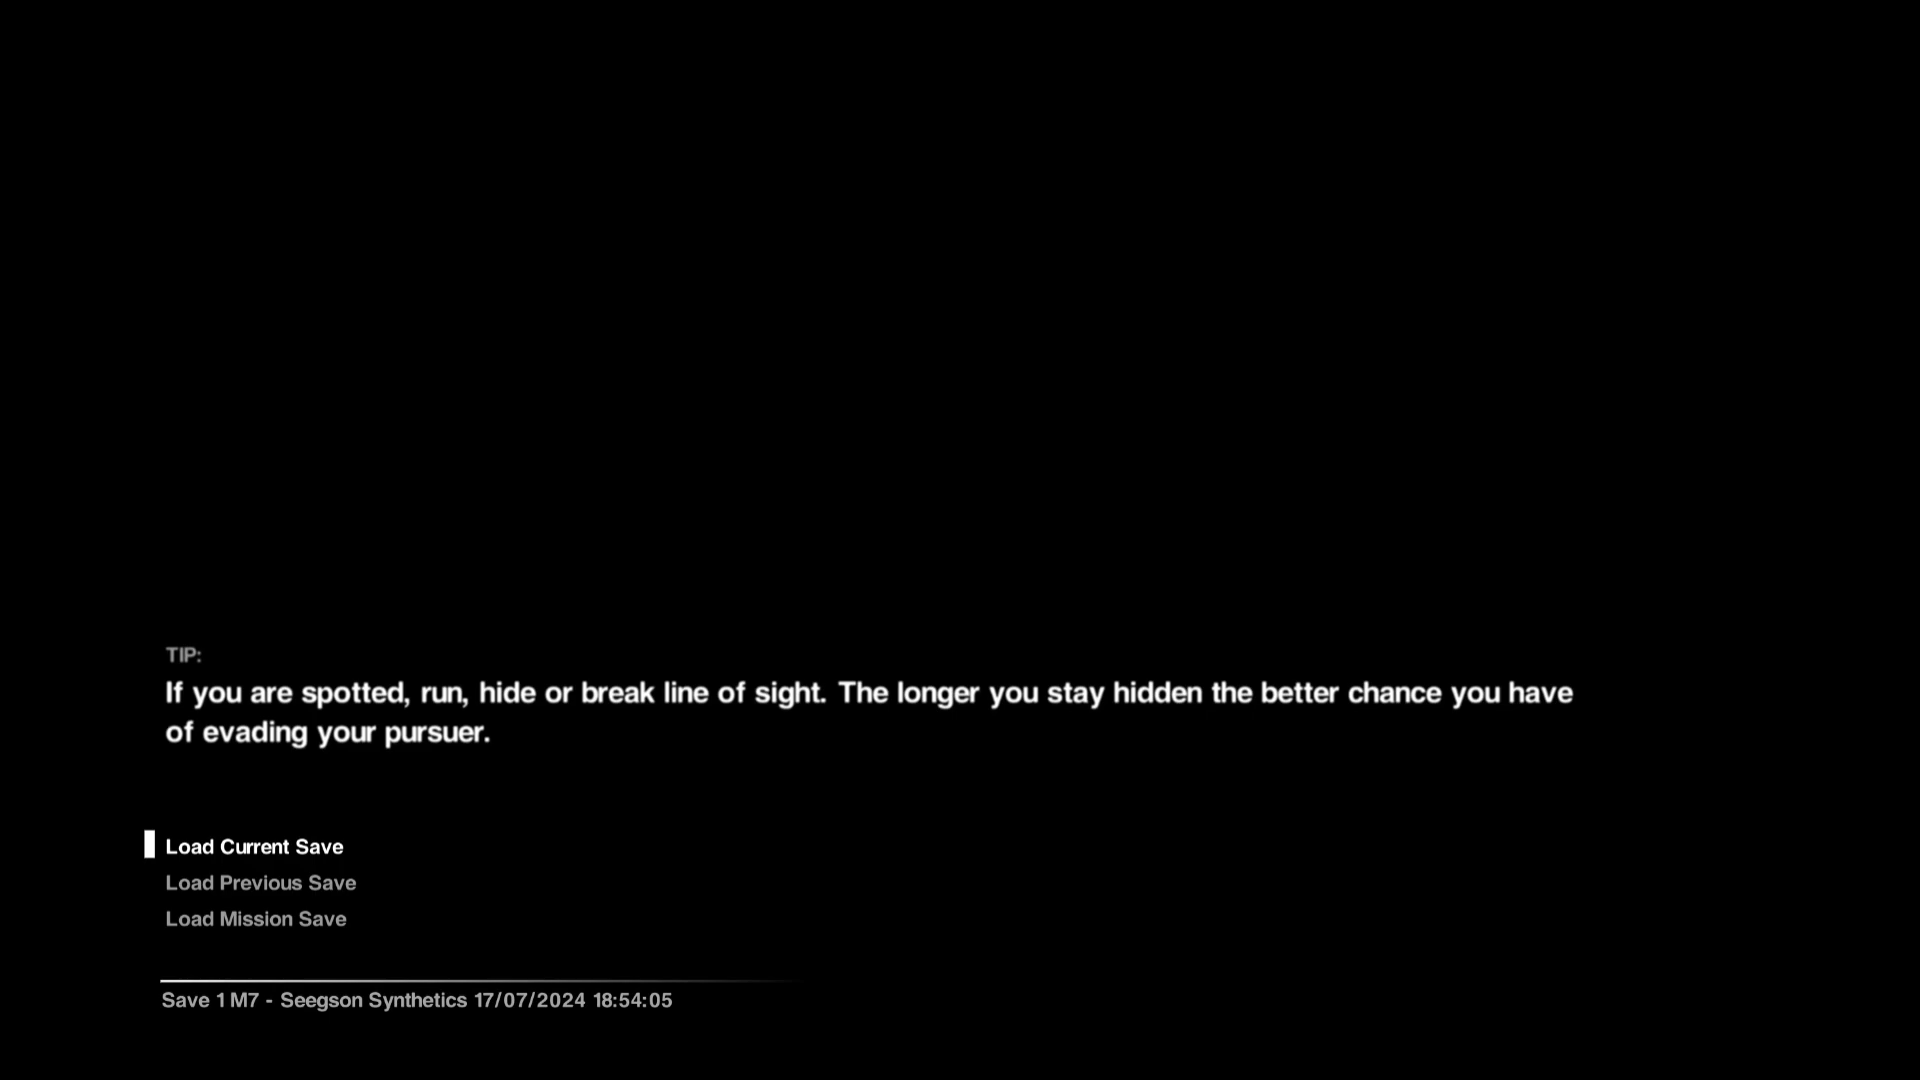 TIP:
If you are spotted, run, hide or break line of sight. The longer you stay hidden the better chance you have
of evading your pursuer.
Load Current Save
Load Previous Save
Load Mission Save
Save 1 M7 - Seegson Synthetics 17/07/2024 18:54:05